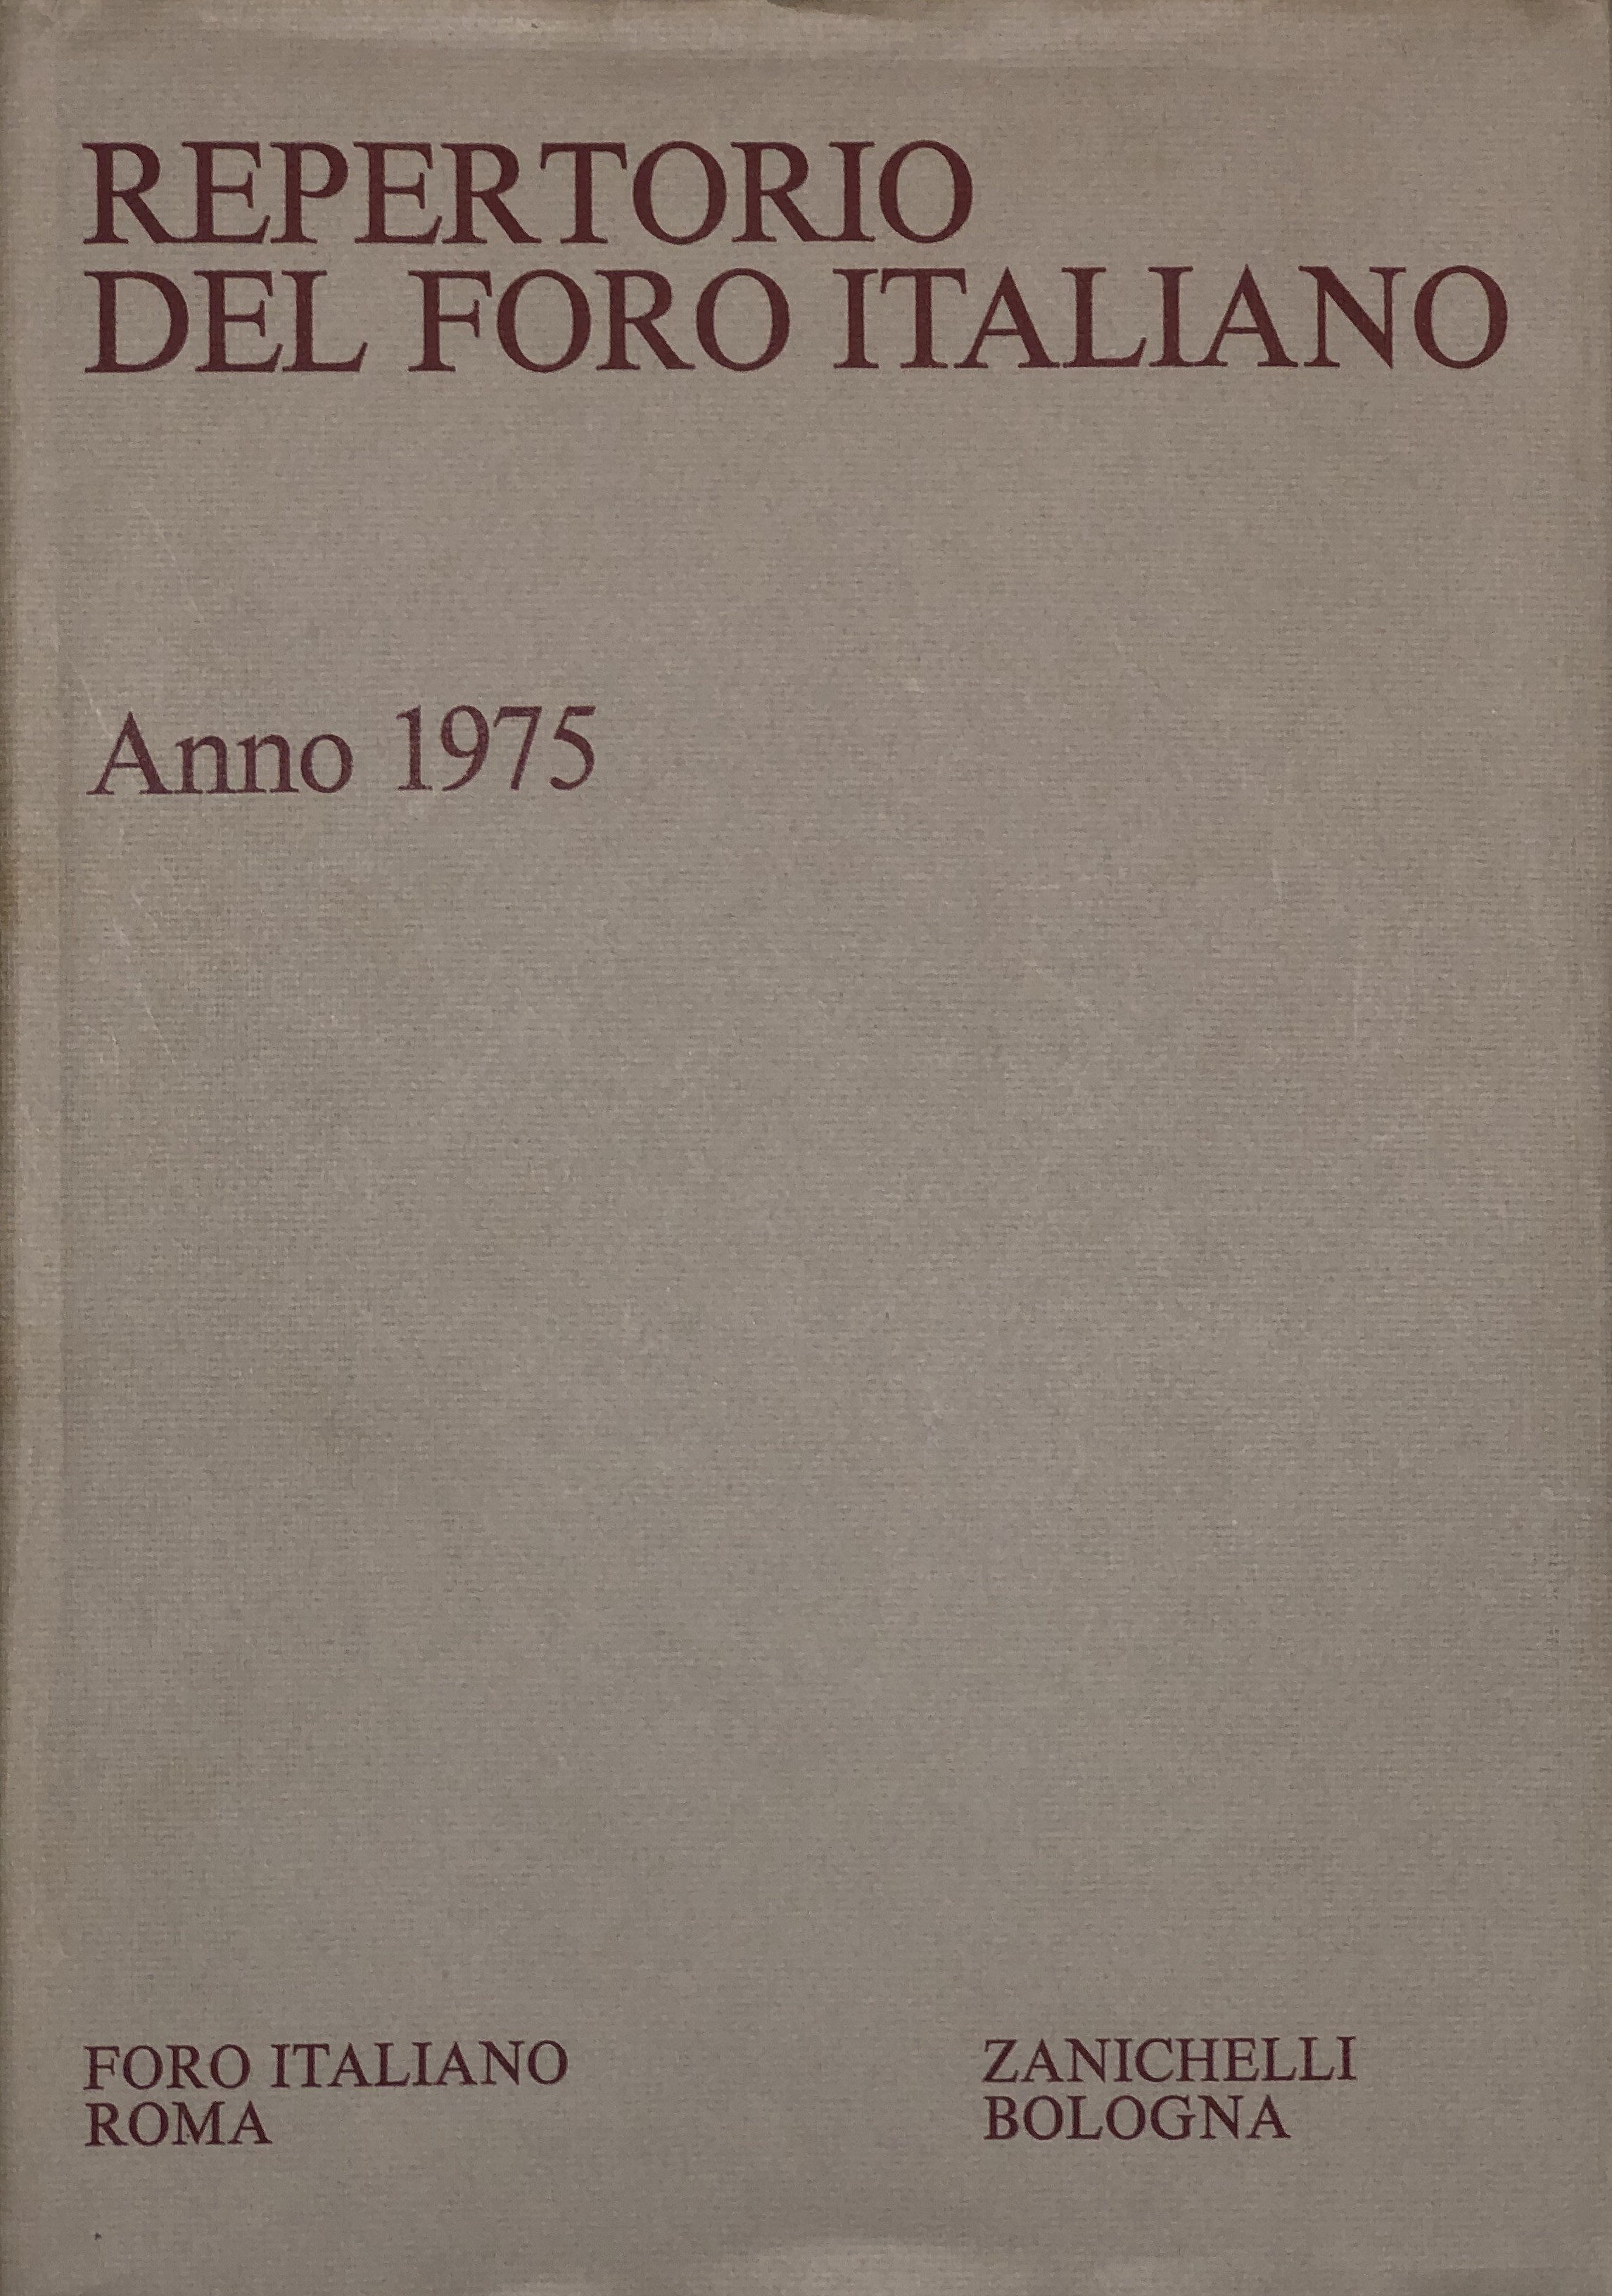 REPERTORIO
DEL FORO ITALIANO
Anno 1975
FORO ITALIANO
ROMA
ZANICHELLI
BOLOGNA